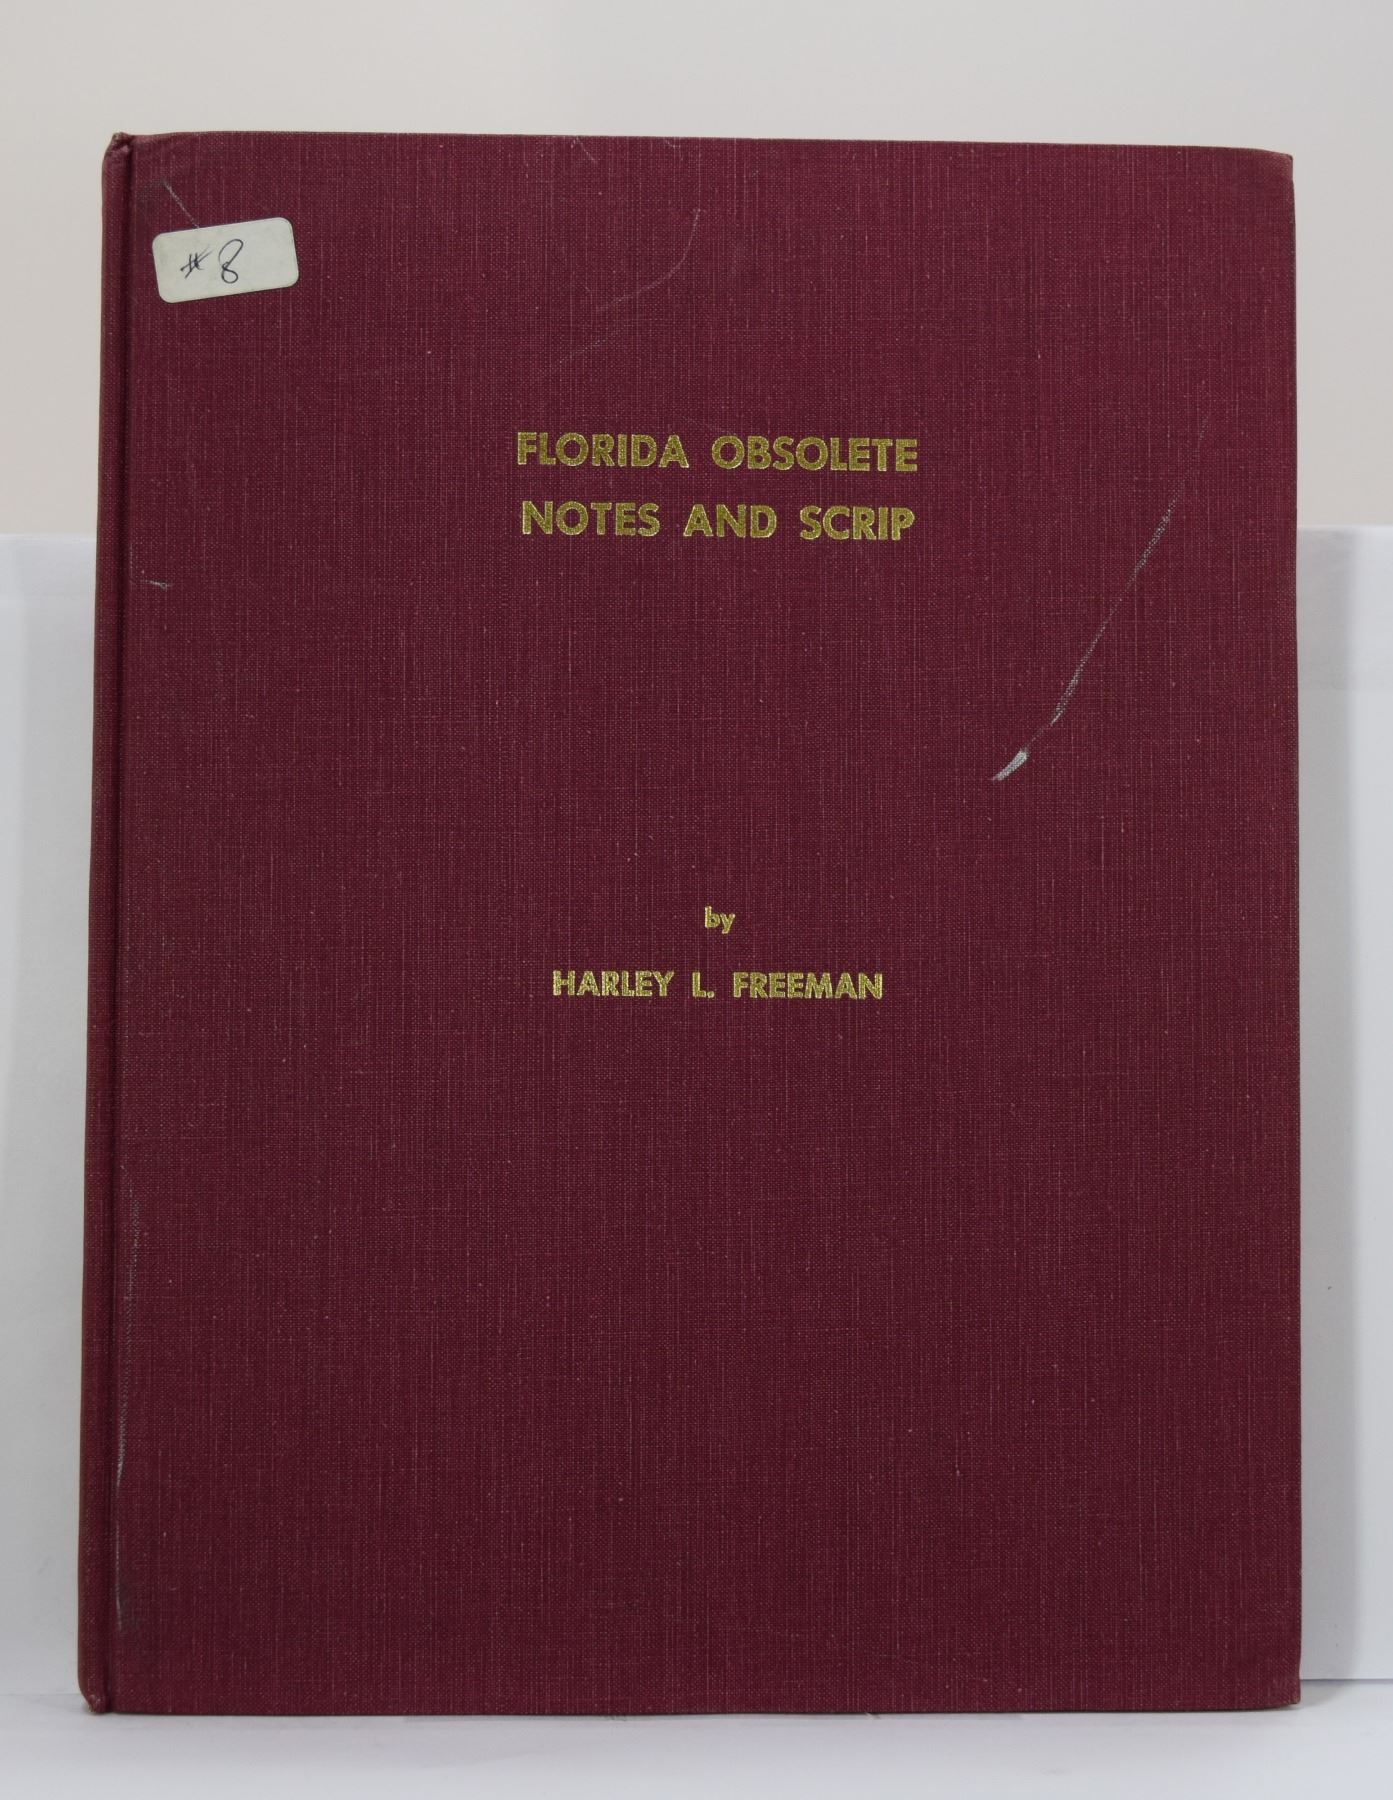 #8
FLORIDA OBSOLETE
NOTES AND SCRIP
by
HARLEY L. FREEMAN